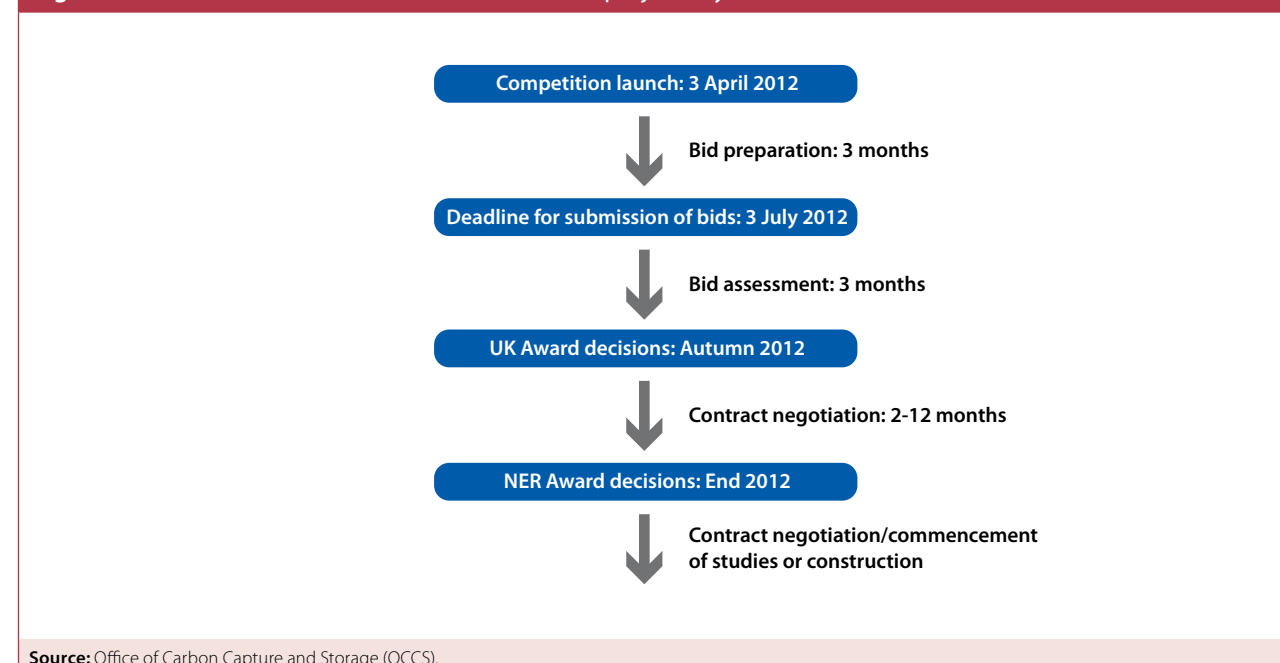 Competition launch: 3 April 2012
Bid preparation: 3 months
Deadline for submission of bids: 3 July 2012
Bid assessment: 3 months
UK Award decisions: Autumn 2012
Contract negotiation: 2-12 months
NER Award decisions: End 2012
Contract negotiation/commencement
of studies or construction
Source: Office of Carbon Capture and Storage (OCCS).